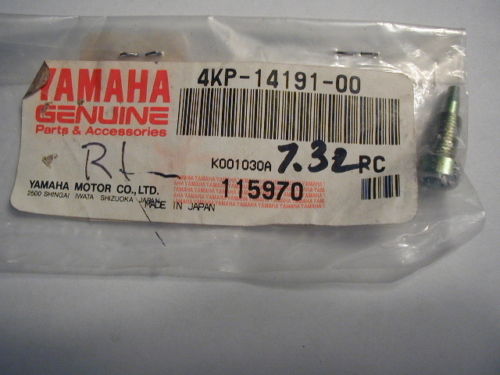 YAMAHA
GENUINE
Parts & Accessories
4KP-14191-00
K001030A 7.32 RC
YAMAHA MOTOR CO., LTD.
2500 SHINGAI IWATA SHIZUOKA JAPAN
MADE IN JAPAN
115970